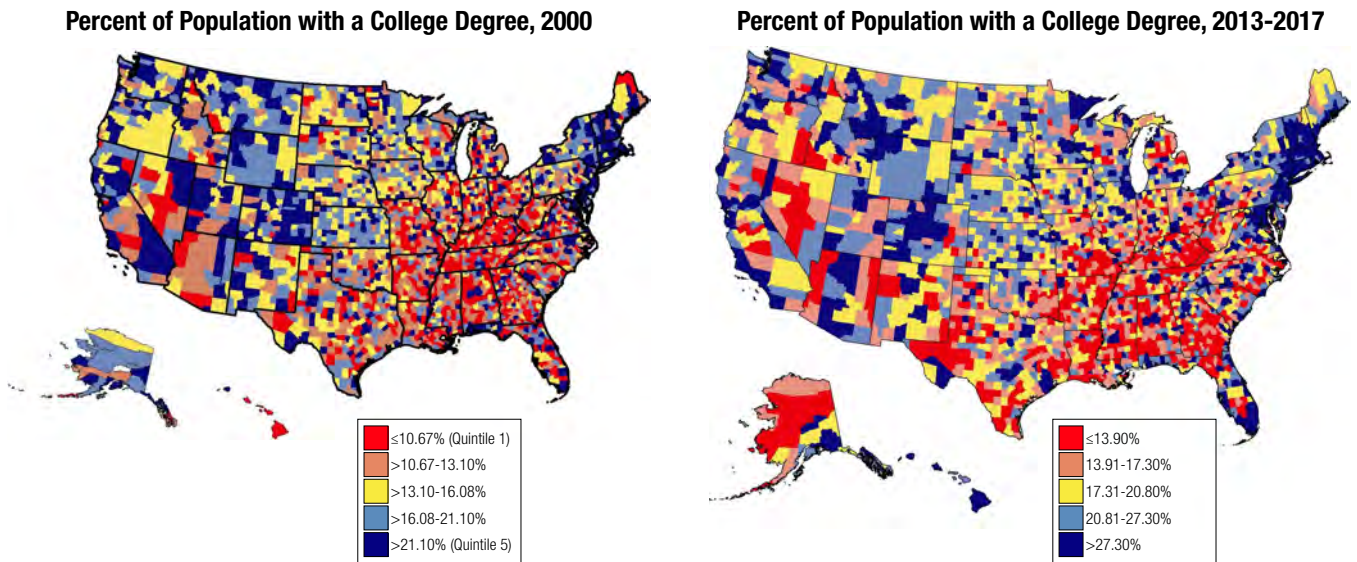 Percent of Population with a College Degree, 2000
Percent of Population with a College Degree, 2013-2017
≤10.67% (Quintile 1)
>10.67-13.10%
>13.10-16.08%
>16.08-21.10%
>21.10% (Quintile 5)
≤13.90%
13.91-17.30%
17.31-20.80%
20.81-27.30%
>27.30%